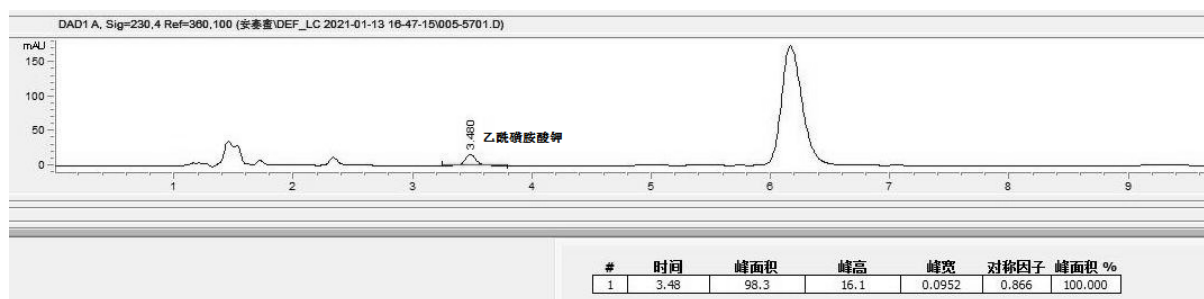 DAD1 A, Sig=230,4 Ref=360,100 (安赛蜜\DEF_LC 2021-01-13 16-47-15\005-5701.D)
mAU
150
100
50
0
3.480
乙酰磺胺酸钾
1 2 3 4 5 6 7 8 9
# 时间 峰面积 峰高 峰宽 对称因子 峰面积 %
1 3.48 98.3 16.1 0.0952 0.866 100.000